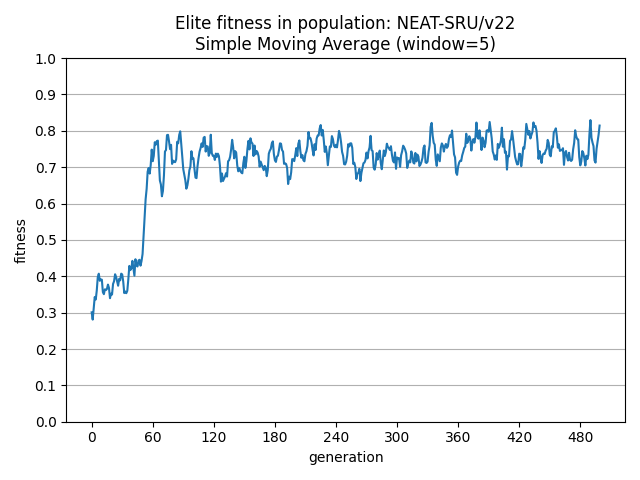 Elite fitness in population: NEAT-SRU/v22
Simple Moving Average (window=5)
1.0
0.9
0.8
0.7
0.6
0.5
0.4
0.3
0.2
0.1
0.0
fitness
0 60 120 180 240 300 360 420 480
generation